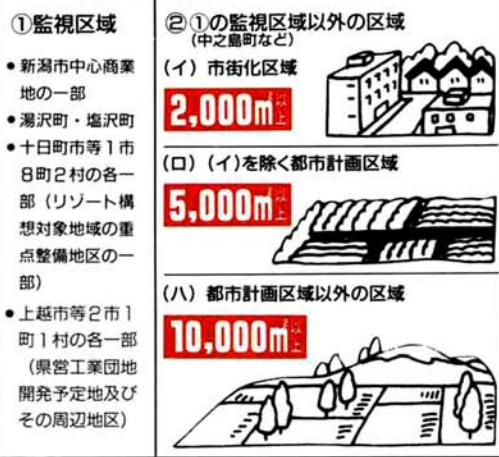 ①監視区域
●新潟市中心商業
地の一部
●湯沢町・塩沢町
●十日町市等1市
8町2村の各一
部（リゾート構
想対象地域の重
点整備地区の一
部）
●上越市等2市1
町1村の各一部
（県営工業団地
開発予定地及び
その周辺地区）
②①の監視区域以外の区域
（中之島町など）
（イ）市街化区域
2,000㎡以上
（ロ）（イ）を除く都市計画区域
5,000㎡以上
（ハ）都市計画区域以外の区域
10,000㎡以上